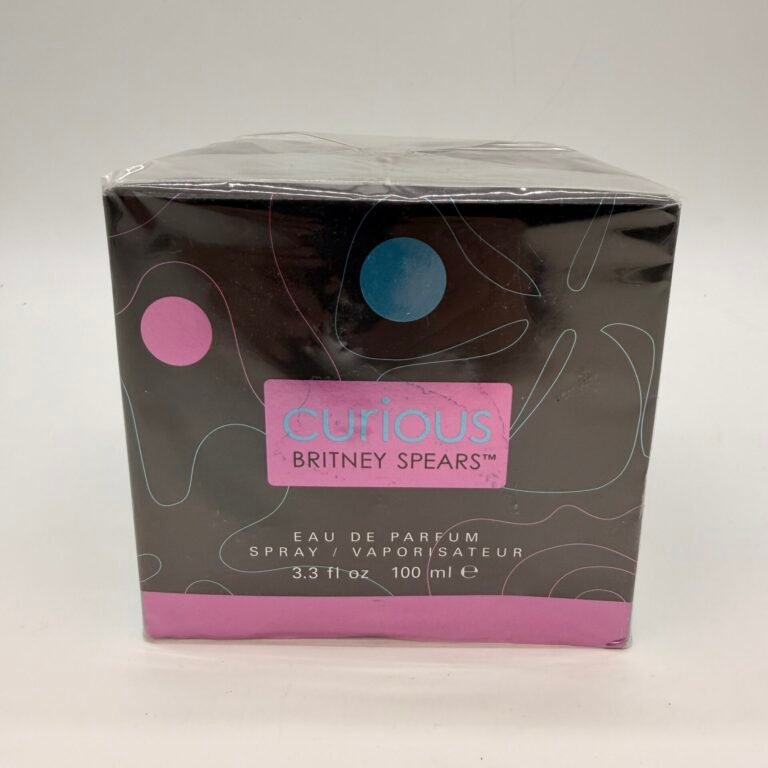 curious
BRITNEY SPEARS™
EAU DE PARFUM
SPRAY / VAPORISATEUR
3.3 fl oz 100 ml ℮